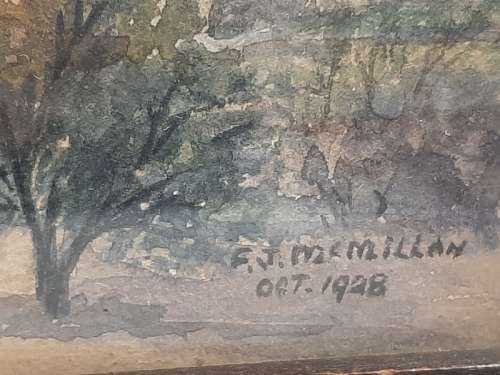 F.J. McMILLAN
OCT. 1928